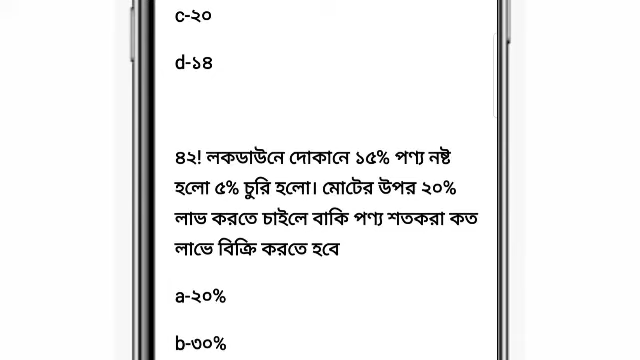 c-২০
d-১৪
৪২! লকডাউনে দোকানে ১৫% পণ্য নষ্ট
হলো ৫% চুরি হলো। মোটের উপর ২০%
লাভ করতে চাইলে বাকি পণ্য শতকরা কত
লাভে বিক্রি করতে হবে
a-২০%
b-৩০%